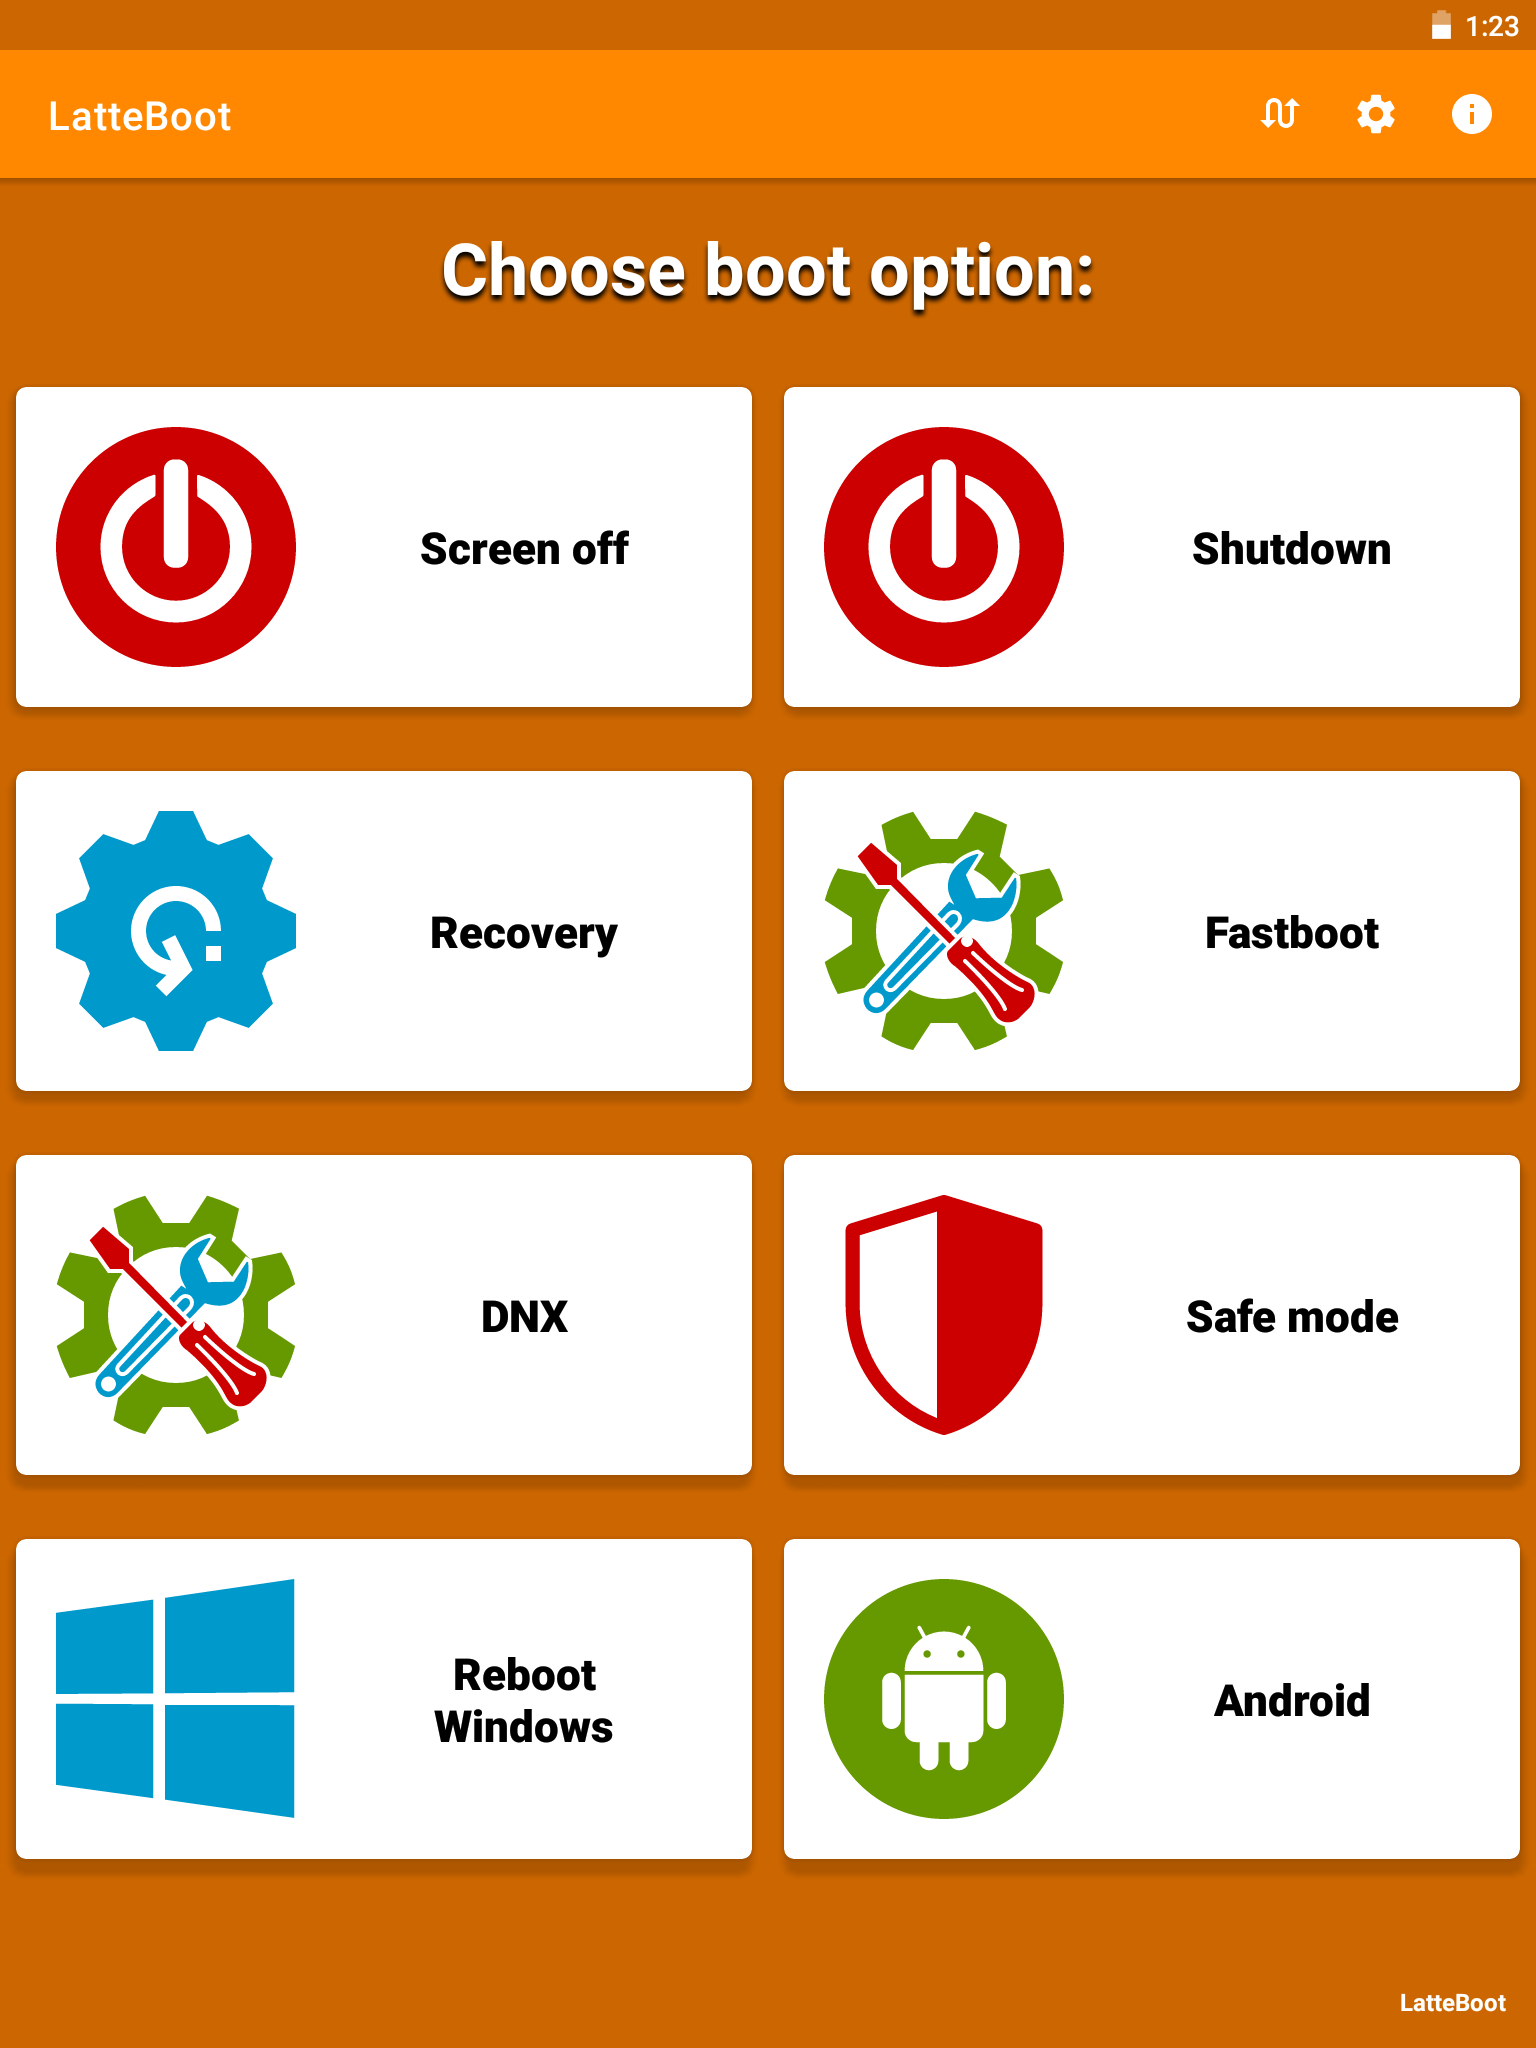 1:23
LatteBoot
Choose boot option:
Screen off
Shutdown
Recovery
Fastboot
DNX
Safe mode
Reboot
Windows
Android
LatteBoot